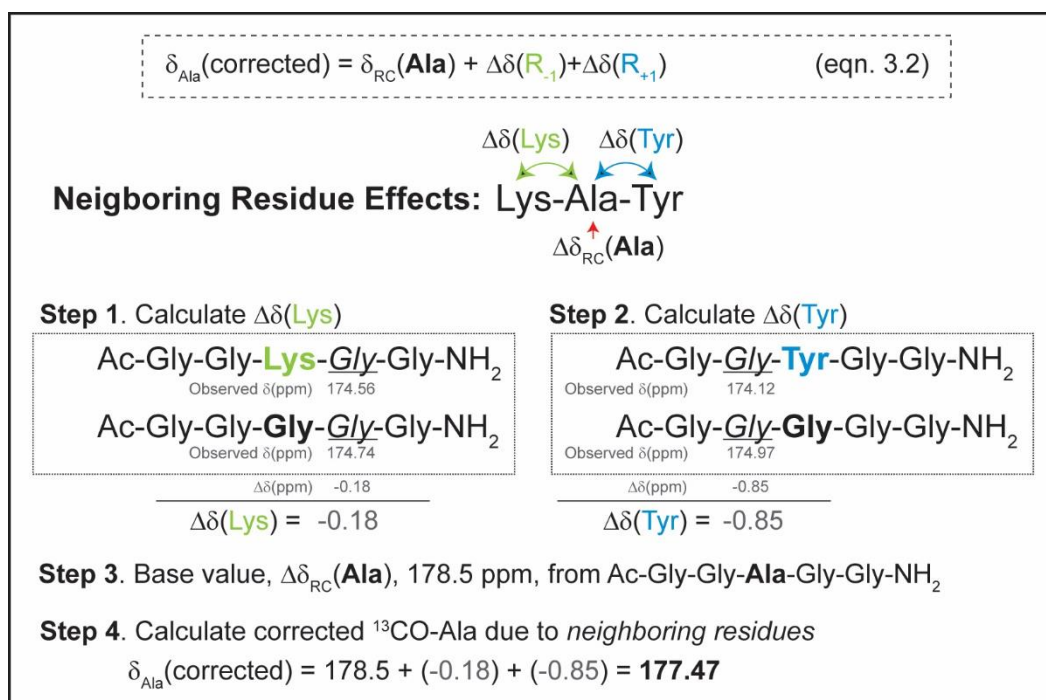 δAla(corrected) = δRC(Ala) + Δδ(R-1)+Δδ(R+1) (eqn. 3.2)
Δδ(Lys) Δδ(Tyr)
Neigboring Residue Effects: Lys-Ala-Tyr
ΔδRC(Ala)
Step 1. Calculate Δδ(Lys)
Ac-Gly-Gly-Lys-Gly-Gly-NH2
Observed δ(ppm) 174.56
Ac-Gly-Gly-Gly-Gly-Gly-NH2
Observed δ(ppm) 174.74
Δδ(ppm) -0.18
Δδ(Lys) = -0.18
Step 2. Calculate Δδ(Tyr)
Ac-Gly-Gly-Tyr-Gly-Gly-NH2
Observed δ(ppm) 174.12
Ac-Gly-Gly-Gly-Gly-Gly-NH2
Observed δ(ppm) 174.97
Δδ(ppm) -0.85
Δδ(Tyr) = -0.85
Step 3. Base value, ΔδRC(Ala), 178.5 ppm, from Ac-Gly-Gly-Ala-Gly-Gly-NH2
Step 4. Calculate corrected ¹³CO-Ala due to neighboring residues
δAla(corrected) = 178.5 + (-0.18) + (-0.85) = 177.47